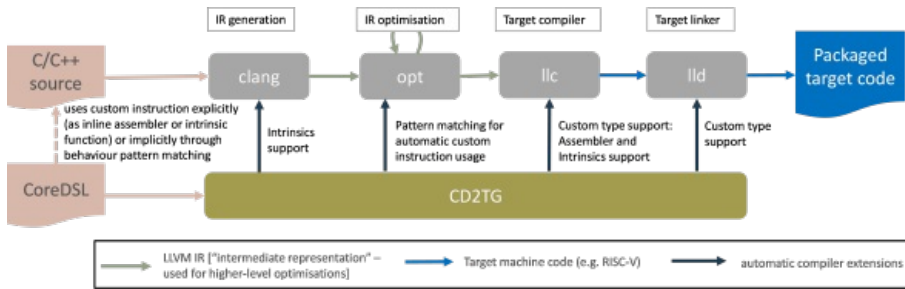 IR generation
IR optimisation
Target compiler
Target linker
C/C++
source
clang
opt
llc
lld
Packaged
target code
uses custom instruction explicitly
(as inline assembler or intrinsic
function) or implicitly through
behaviour pattern matching
Intrinsics
support
Pattern matching for
automatic custom
instruction usage
Custom type support:
Assembler and
Intrinsics support
Custom type
support
CoreDSL
CD2TG
LLVM IR ["intermediate representation" –
used for higher-level optimisations]
Target machine code (e.g. RISC-V)
automatic compiler extensions